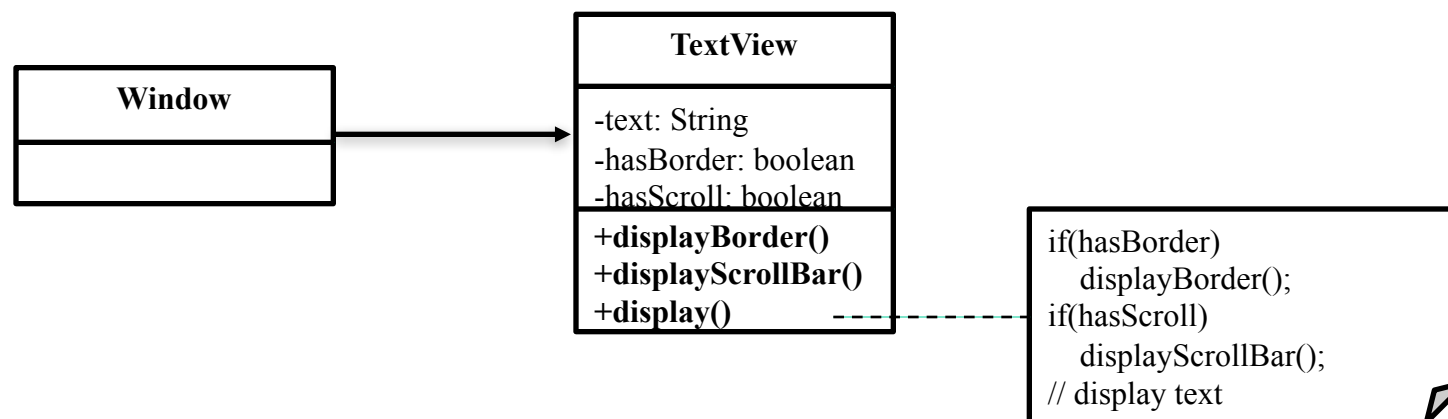 Window
TextView
-text: String
-hasBorder: boolean
-hasScroll: boolean
+displayBorder()
+displayScrollBar()
+display()
if(hasBorder)
displayBorder();
if(hasScroll)
displayScrollBar();
// display text